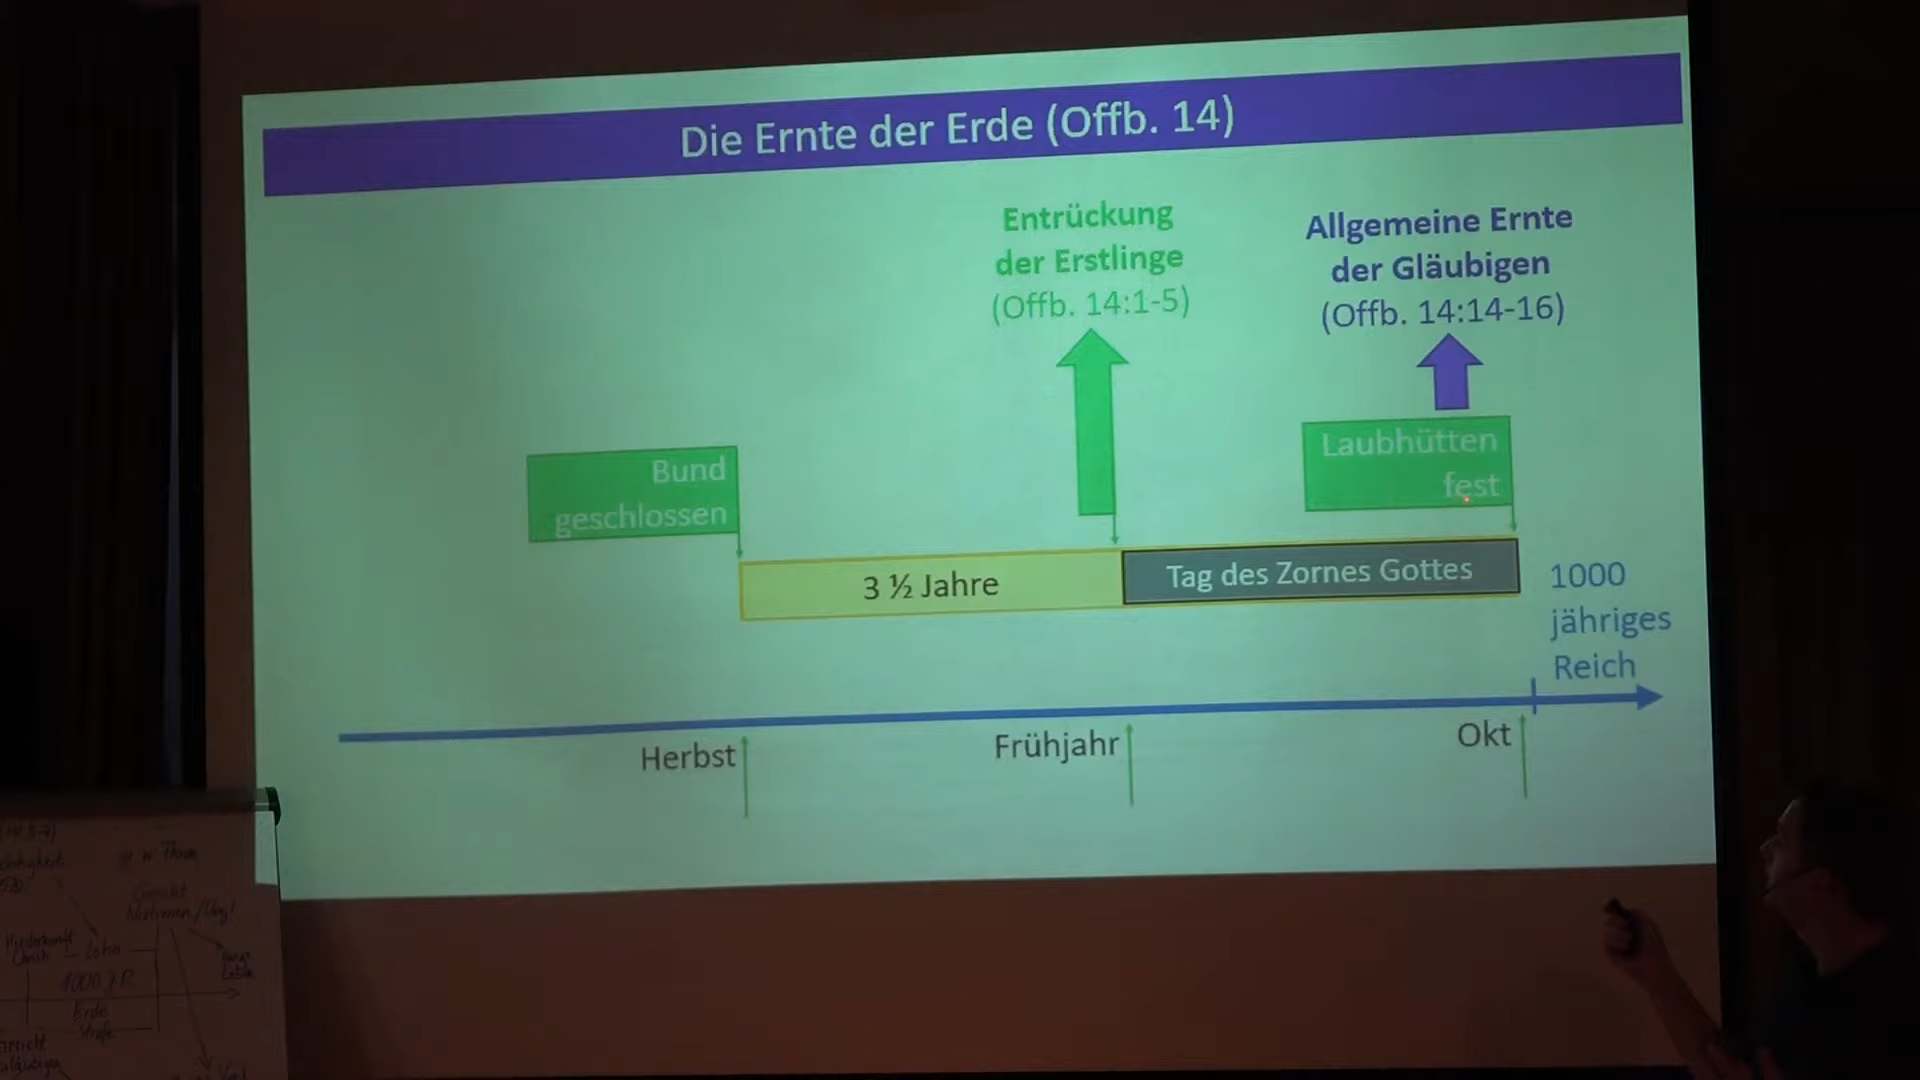 Die Ernte der Erde (Offb. 14)
Entrückung
der Erstlinge
(Offb. 14:1-5)
Allgemeine Ernte
der Gläubigen
(Offb. 14:14-16)
Bund
geschlossen
Laubhütten
fest
3 ½ Jahre
Tag des Zornes Gottes
1000
jähriges
Reich
Herbst
Frühjahr
Okt
1000 J.R.
Erde